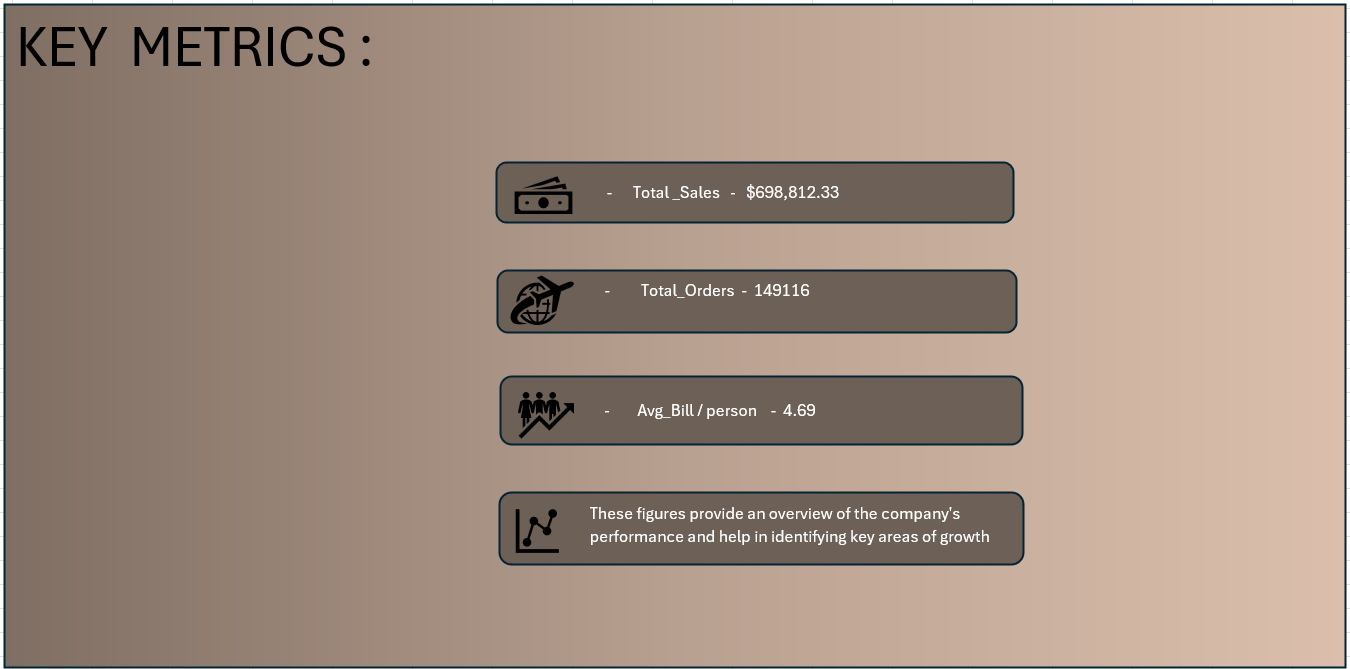 KEY METRICS :
- Total _Sales - $698,812.33
- Total_Orders - 149116
- Avg_Bill / person - 4.69
These figures provide an overview of the company's
performance and help in identifying key areas of growth